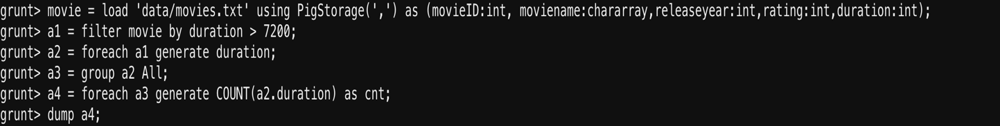 grunt> movie = load 'data/movies.txt' using PigStorage(',') as (movieID:int, moviename:chararray,releaseyear:int,rating:int,duration:int);
grunt> a1 = filter movie by duration > 7200;
grunt> a2 = foreach a1 generate duration;
grunt> a3 = group a2 All;
grunt> a4 = foreach a3 generate COUNT(a2.duration) as cnt;
grunt> dump a4;